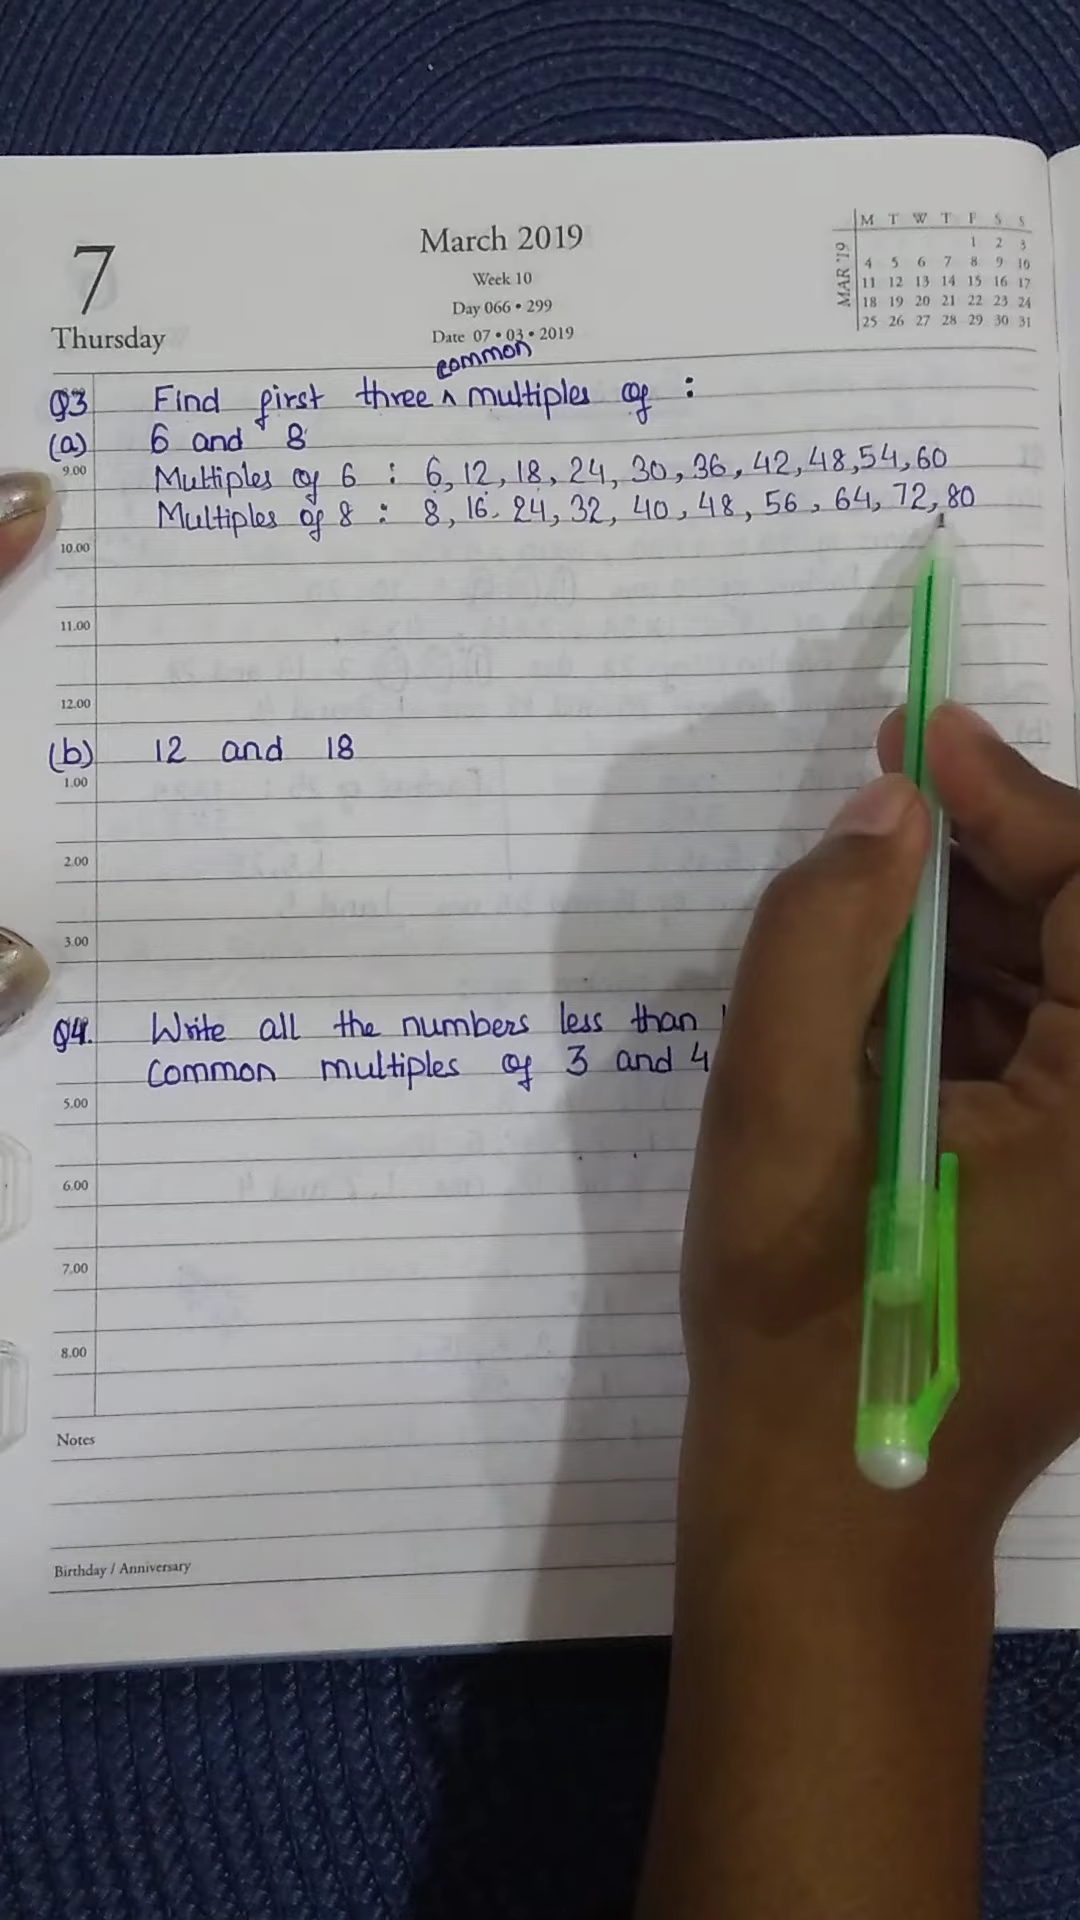 7
Thursday
March 2019
Week 10
Day 066 • 299
Date 07 • 03 • 2019
MAR '19
M T W T F S S
1 2 3
4 5 6 7 8 9 10
11 12 13 14 15 16 17
18 19 20 21 22 23 24
25 26 27 28 29 30 31
common
Q3 Find first three ^ multiples of :
(a) 6 and 8
9.00
Multiples of 6 : 6, 12, 18, 24, 30, 36, 42, 48, 54, 60
Multiples of 8 : 8, 16, 24, 32, 40, 48, 56, 64, 72, 80
10.00
11.00
12.00
(b) 12 and 18
1.00
2.00
3.00
Q4. Write all the numbers less than
Common multiples of 3 and 4
5.00
6.00
7.00
8.00
Notes
Birthday / Anniversary